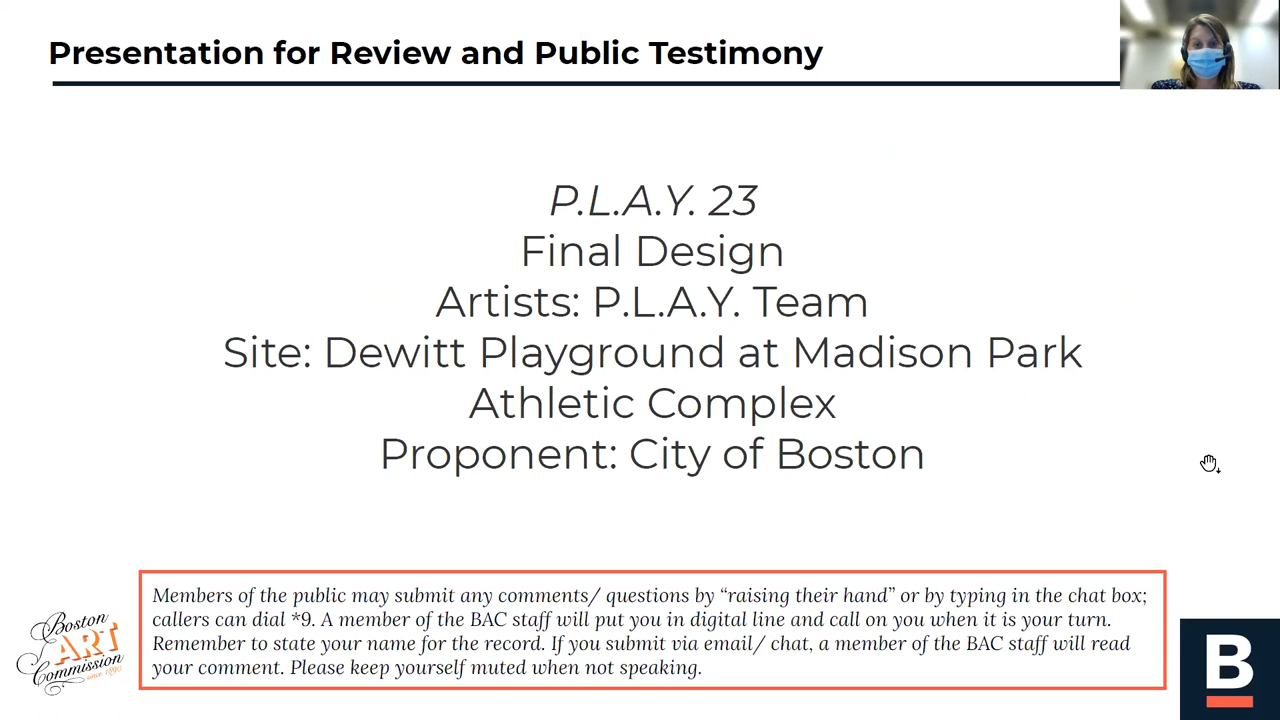 Presentation for Review and Public Testimony
P.L.A.Y. 23
Final Design
Artists: P.L.A.Y. Team
Site: Dewitt Playground at Madison Park
Athletic Complex
Proponent: City of Boston
Members of the public may submit any comments/ questions by “raising their hand” or by typing in the chat box;
callers can dial *9. A member of the BAC staff will put you in digital line and call on you when it is your turn.
Remember to state your name for the record. If you submit via email/ chat, a member of the BAC staff will read
your comment. Please keep yourself muted when not speaking.
Boston
ART
Commission
since 1890
B